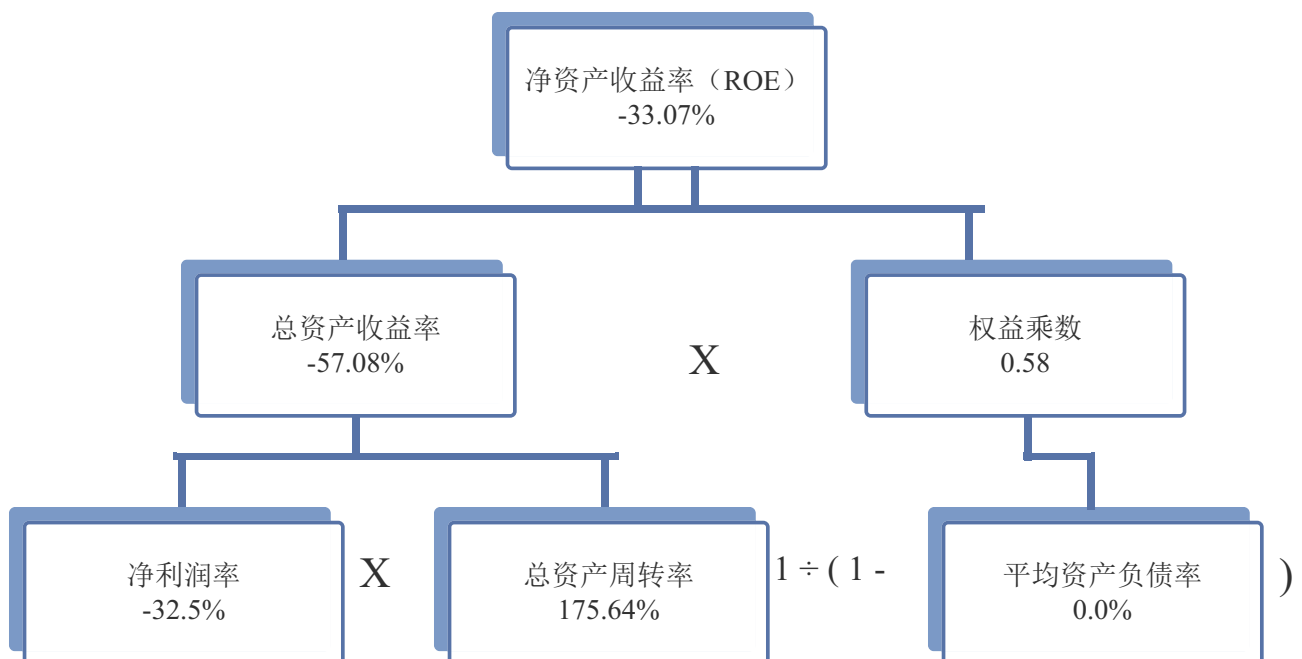 净资产收益率（ROE）
-33.07%
总资产收益率
-57.08%
X
权益乘数
0.58
净利润率
-32.5%
X
总资产周转率
175.64%
1 ÷ ( 1 -
平均资产负债率
0.0%
)